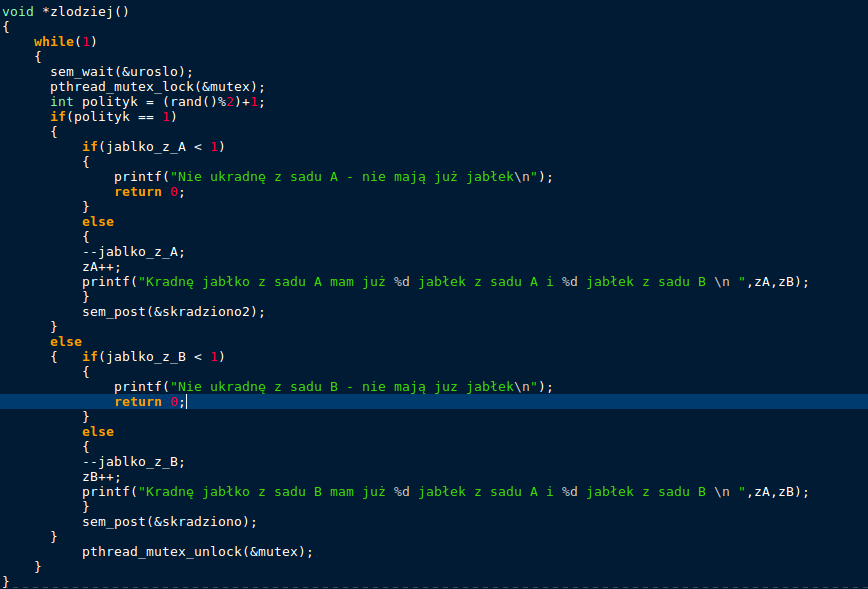 void *zlodziej()
{
    while(1)
    {
      sem_wait(&uroslo);
      pthread_mutex_lock(&mutex);
      int polityk = (rand()%2)+1;
      if(polityk == 1)
      {
          if(jablko_z_A < 1)
          {
              printf("Nie ukradnę z sadu A - nie mają już jabłek\n");
              return 0;
          }
          else
          {
          --jablko_z_A;
          zA++;
          printf("Kradnę jabłko z sadu A mam już %d jabłek z sadu A i %d jabłek z sadu B \n ",zA,zB);
          }
          sem_post(&skradziono2);
      }
      else
      {   if(jablko_z_B < 1)
          {
              printf("Nie ukradnę z sadu B - nie mają juz jabłek\n");
              return 0;
          }
          else
          {
          --jablko_z_B;
          zB++;
          printf("Kradnę jabłko z sadu B mam już %d jabłek z sadu A i %d jabłek z sadu B \n ",zA,zB);
          }
          sem_post(&skradziono);
      }
          pthread_mutex_unlock(&mutex);
    }
}